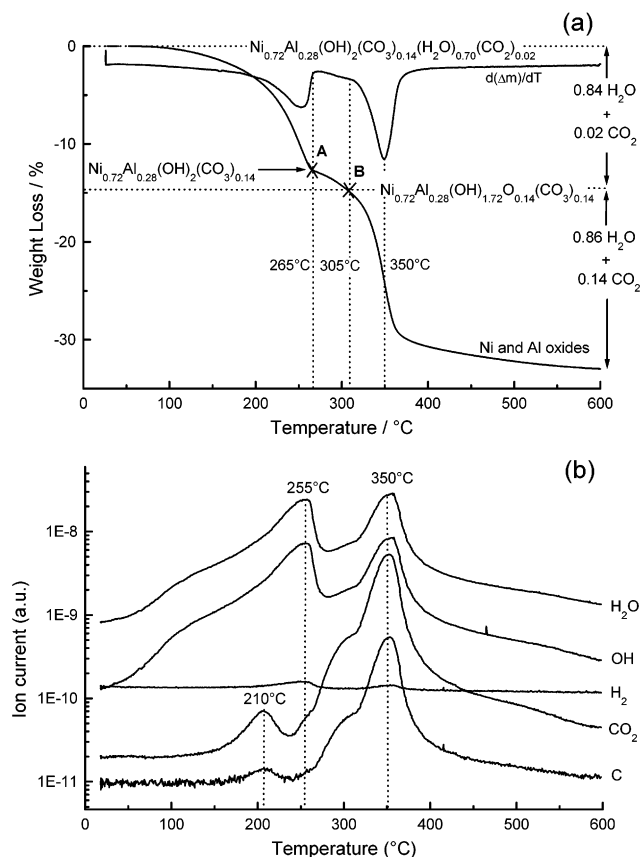 (a)
Ni0.72Al0.28(OH)2(CO3)0.14(H2O)0.70(CO2)0.02
d(Δm)/dT
0.84 H2O
+
0.02 CO2
A
B
Ni0.72Al0.28(OH)2(CO3)0.14
Ni0.72Al0.28(OH)1.72O0.14(CO3)0.14
0.86 H2O
+
0.14 CO2
265°C
305°C
350°C
Ni and Al oxides
0
-10
-20
-30
Weight Loss / %
0 100 200 300 400 500 600
Temperature / °C
(b)
255°C
350°C
210°C
H2O
OH
H2
CO2
C
1E-8
1E-9
1E-10
1E-11
Ion current (a.u.)
0 100 200 300 400 500 600
Temperature (°C)